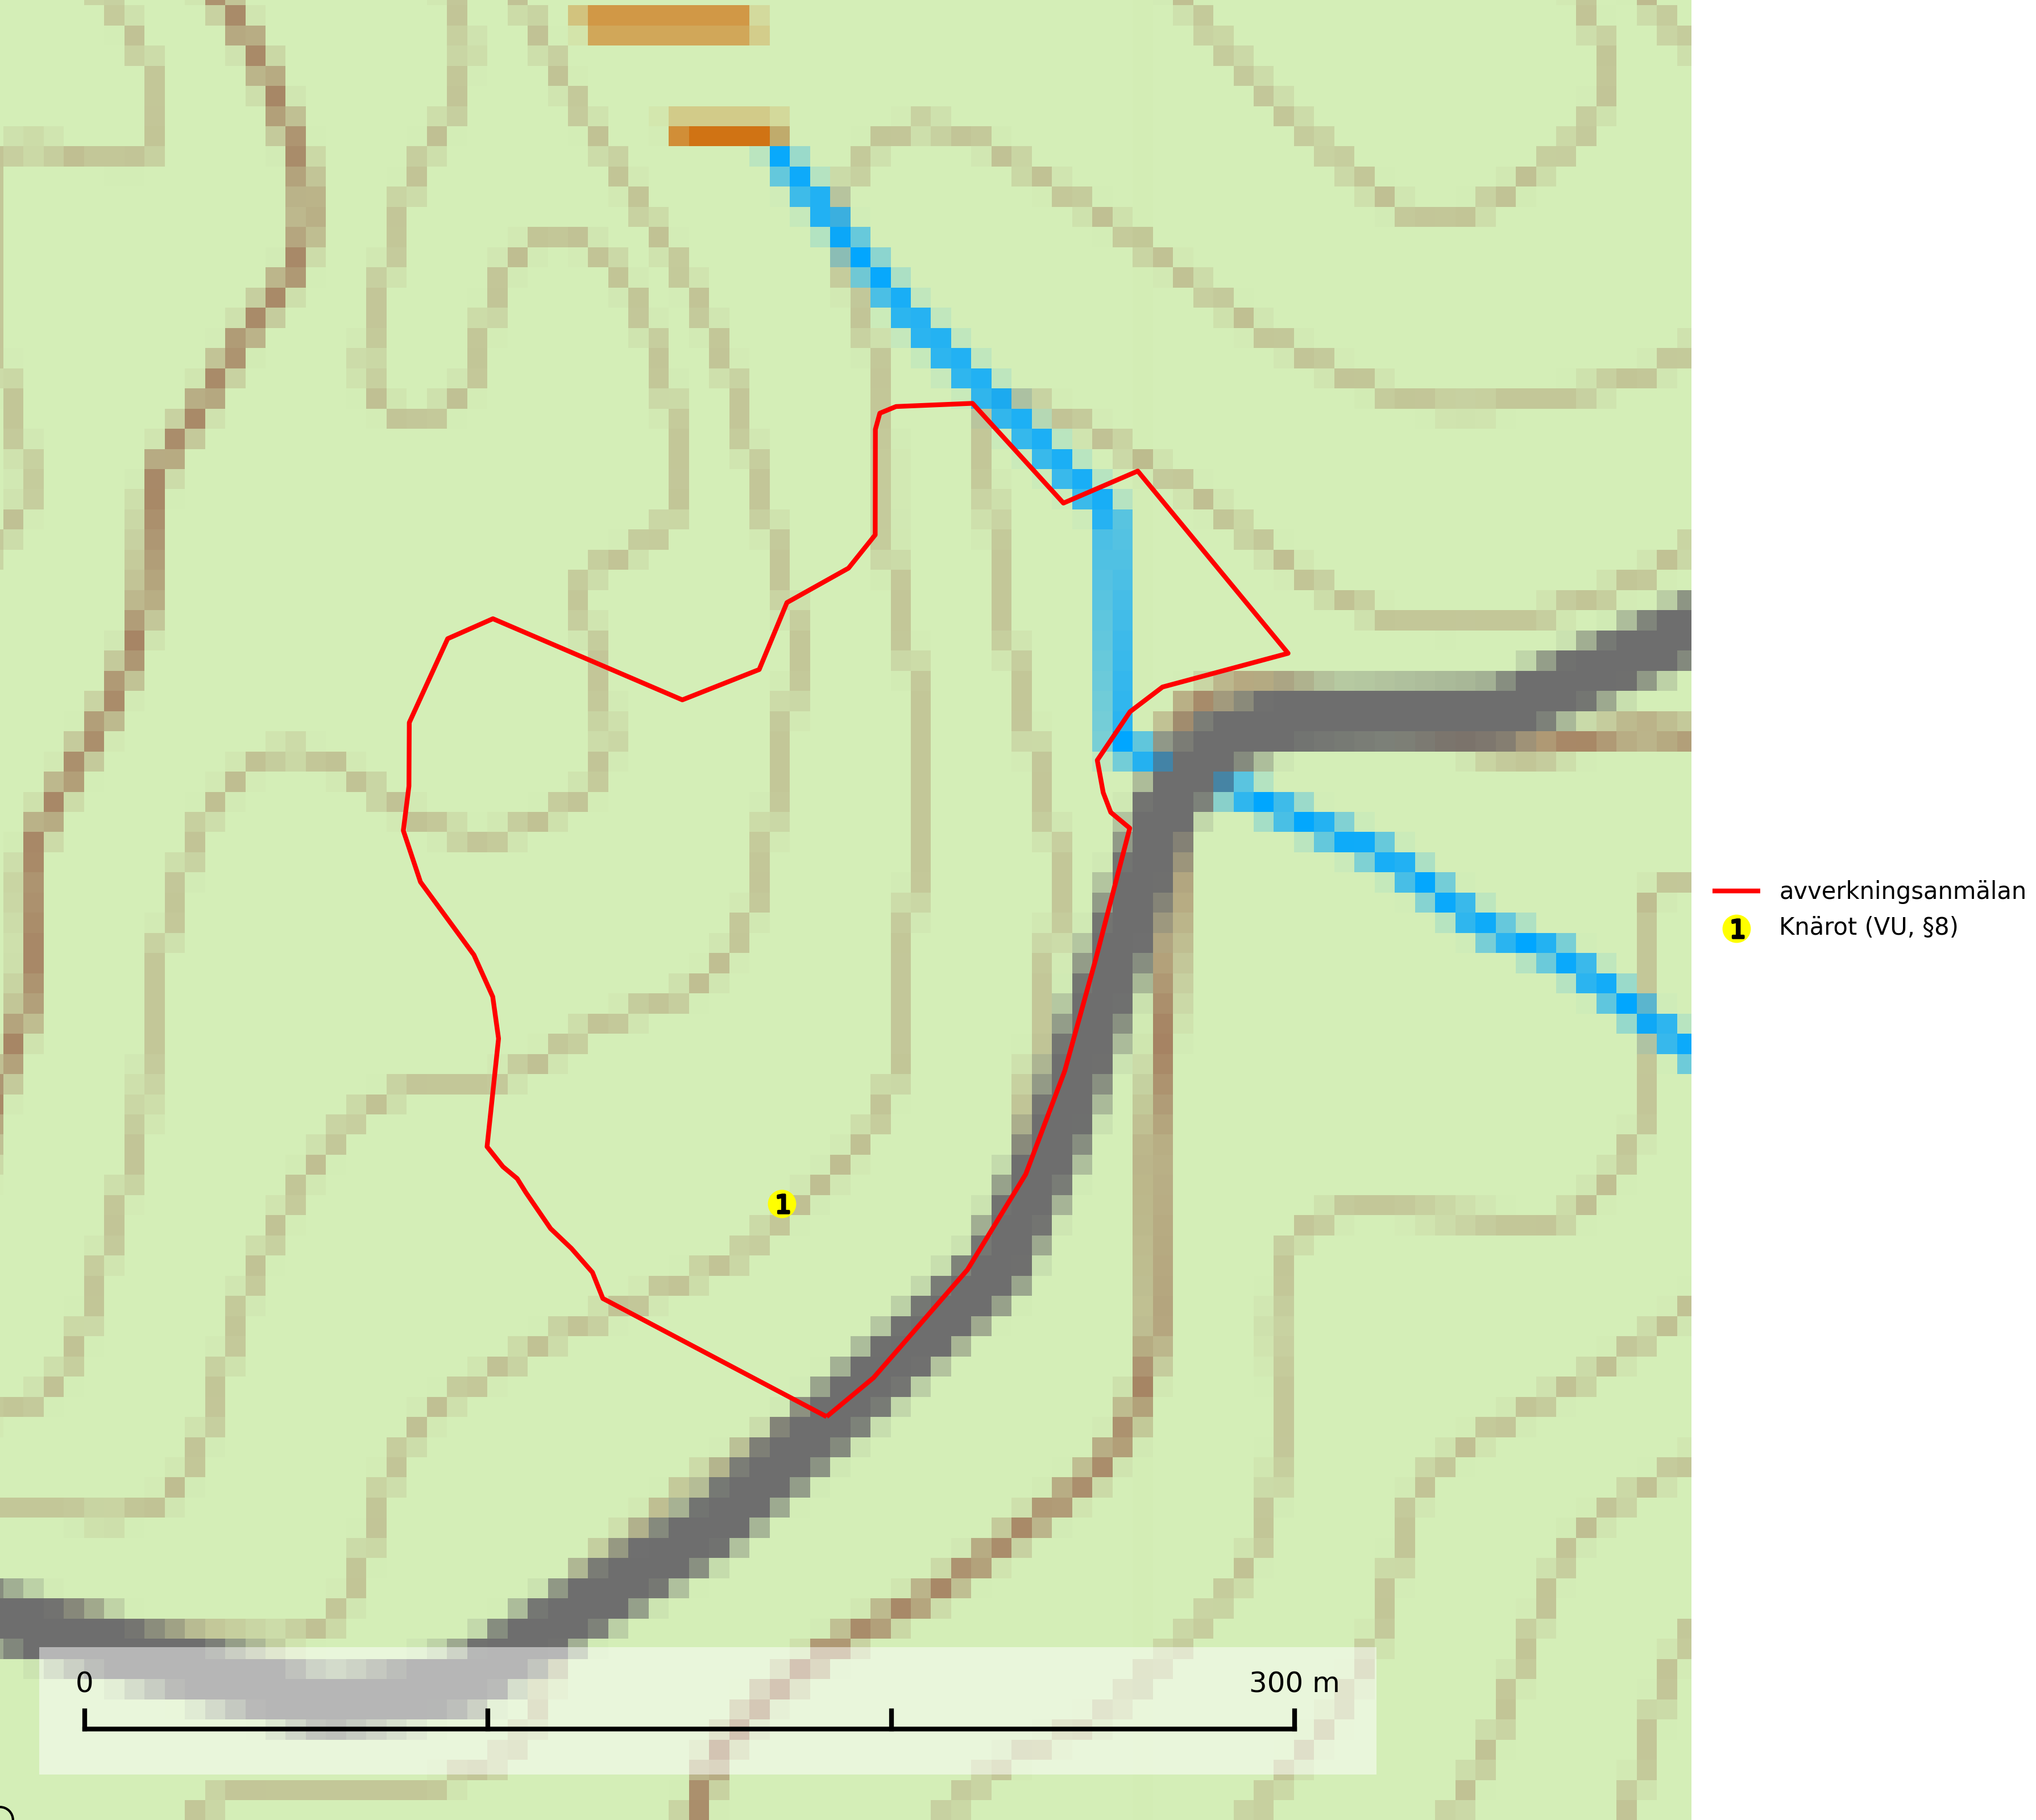 avverkningsanmälan
1 Knärot (VU, §8)
1
0 300 m